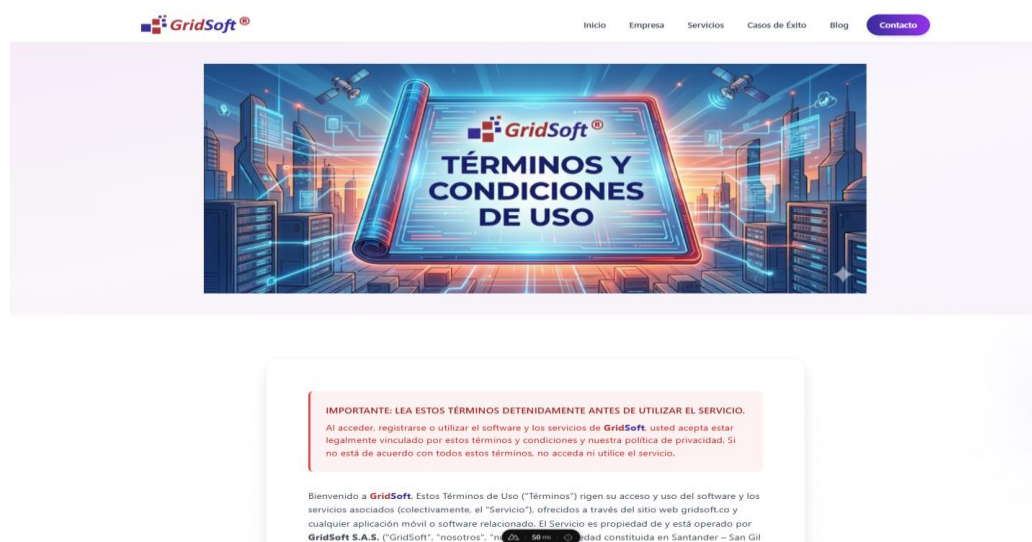 GridSoft ®
Inicio Empresa Servicios Casos de Éxito Blog Contacto
GridSoft ®
TÉRMINOS Y
CONDICIONES
DE USO
IMPORTANTE: LEA ESTOS TÉRMINOS DETENIDAMENTE ANTES DE UTILIZAR EL SERVICIO.
Al acceder, registrarse o utilizar el software y los servicios de GridSoft, usted acepta estar
legalmente vinculado por estos términos y condiciones y nuestra política de privacidad. Si
no está de acuerdo con todos estos términos, no acceda ni utilice el servicio.
Bienvenido a GridSoft. Estos Términos de Uso ("Términos") rigen su acceso y uso del software y los
servicios asociados (colectivamente, el "Servicio"), ofrecidos a través del sitio web gridsoft.co y
cualquier aplicación móvil o software relacionado. El Servicio es propiedad de y está operado por
GridSoft S.A.S. ("GridSoft", "nosotros", constituida en Santander – San Gil
50 ms